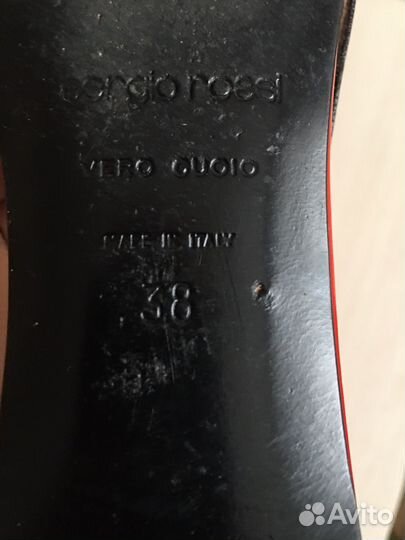 sergio rossi
VERO CUOIO
MADE IN ITALY
38
Avito